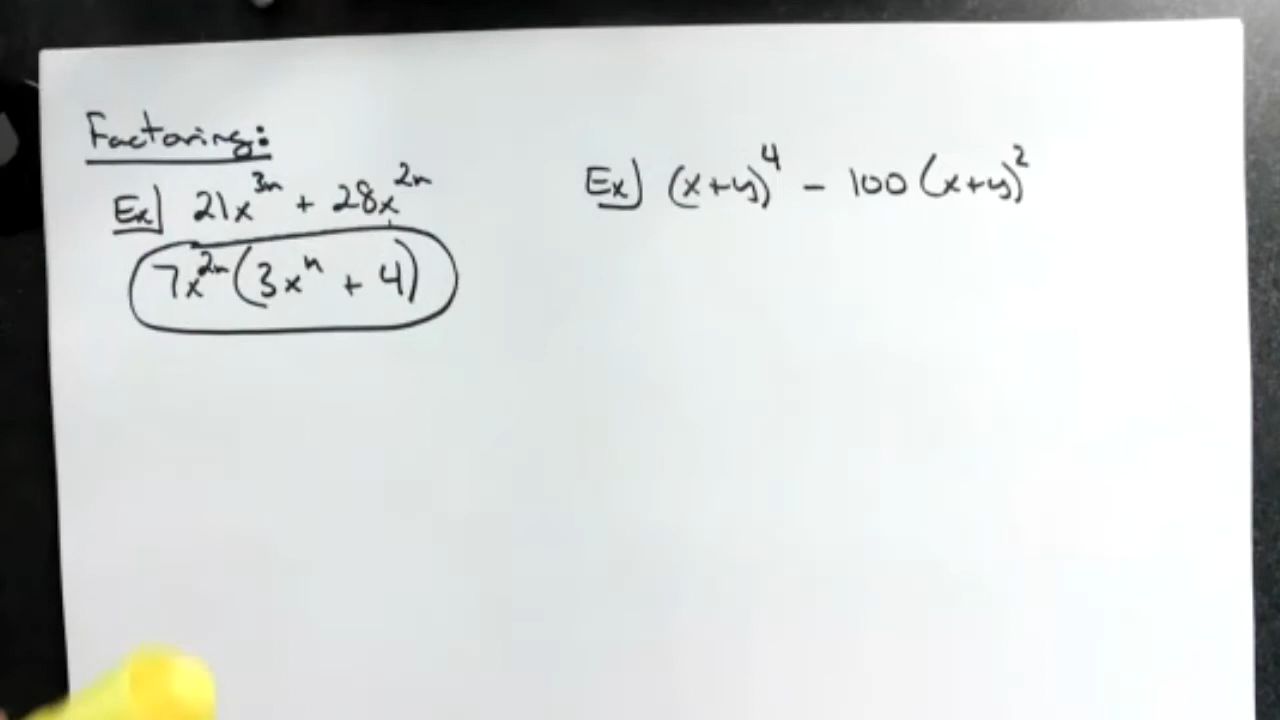 Factoring:
Ex] 21x^3n + 28x^2n
7x^2n(3x^n + 4)
Ex] (x+y)^4 - 100(x+y)^2